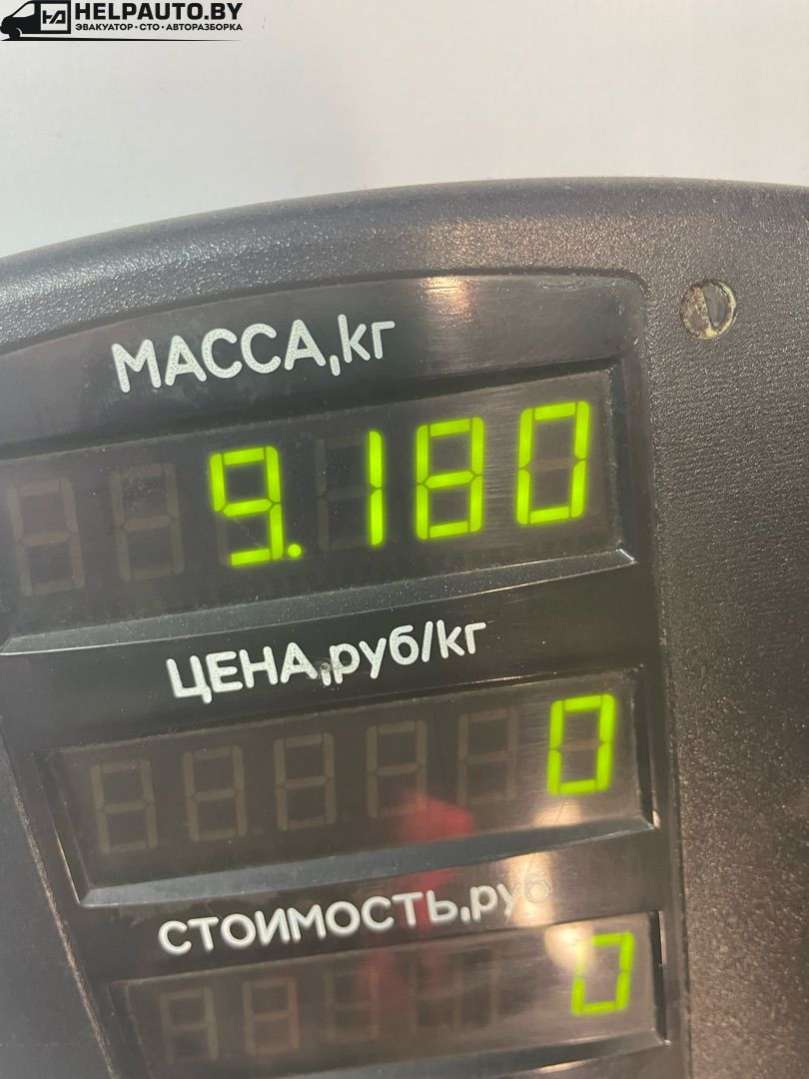 HELPAUTO.BY
ЭВАКУАТОР•СТО•АВТОРАЗБОРКА
МАССА,кг
9.180
ЦЕНА,руб/кг
0
СТОИМОСТЬ,руб
0